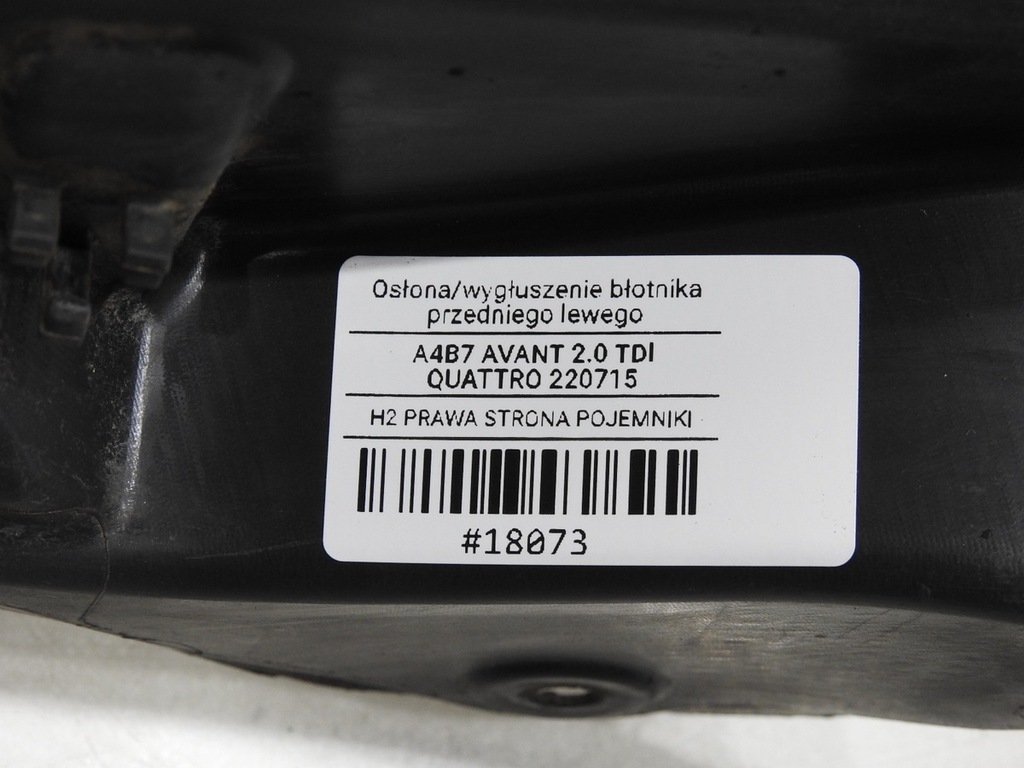 Osłona/wygłuszenie błotnika
przedniego lewego
A4B7 AVANT 2.0 TDI
QUATTRO 220715
H2 PRAWA STRONA POJEMNIKI
#18073